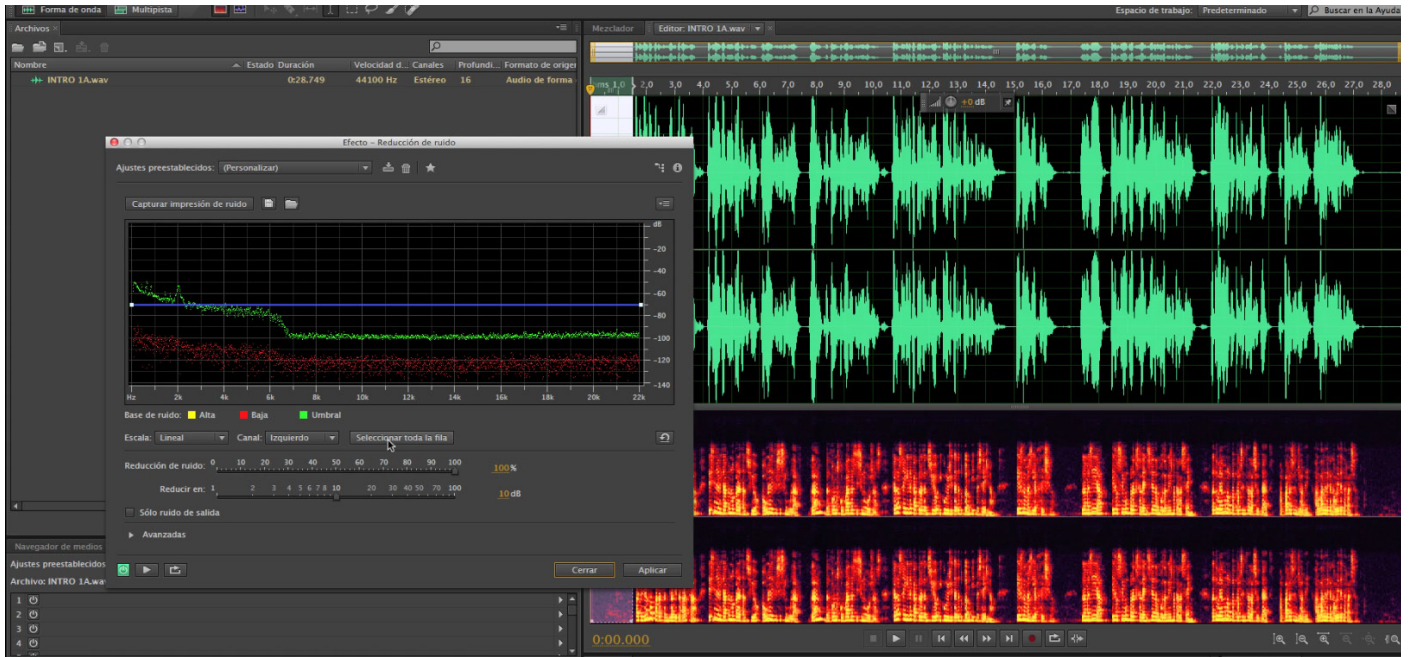 Forma de onda Multipista Espacio de trabajo: Predeterminado Buscar en la Ayuda
Archivos × Mezclador Editor: INTRO 1A.wav ×
Nombre Estado Duración Velocidad d... Canales Profundi... Formato de origen
INTRO 1A.wav 0:28.749 44100 Hz Estéreo 16 Audio de forma
ms 1,0 2,0 3,0 4,0 5,0 6,0 7,0 8,0 9,0 10,0 11,0 12,0 13,0 14,0 15,0 16,0 17,0 18,0 19,0 20,0 21,0 22,0 23,0 24,0 25,0 26,0 27,0 28,0
+0 dB
Efecto – Reducción de ruido
Ajustes preestablecidos: (Personalizar)
Capturar impresión de ruido
dB
-20
-40
-60
-80
-100
-120
-140
Hz 2k 4k 6k 8k 10k 12k 14k 16k 18k 20k 22k
Base de ruido: Alta Baja Umbral
Escala: Lineal Canal: Izquierdo Seleccionar toda la fila
Reducción de ruido: 0 10 20 30 40 50 60 70 80 90 100 100 %
Reducir en: 1 2 3 4 5 6 7 8 10 20 30 40 50 70 100 10 dB
Sólo ruido de salida
Avanzadas
Cerrar Aplicar
Navegador de medios
Ajustes preestablecidos
Archivo: INTRO 1A.wav
1
2
3
4
0:00.000